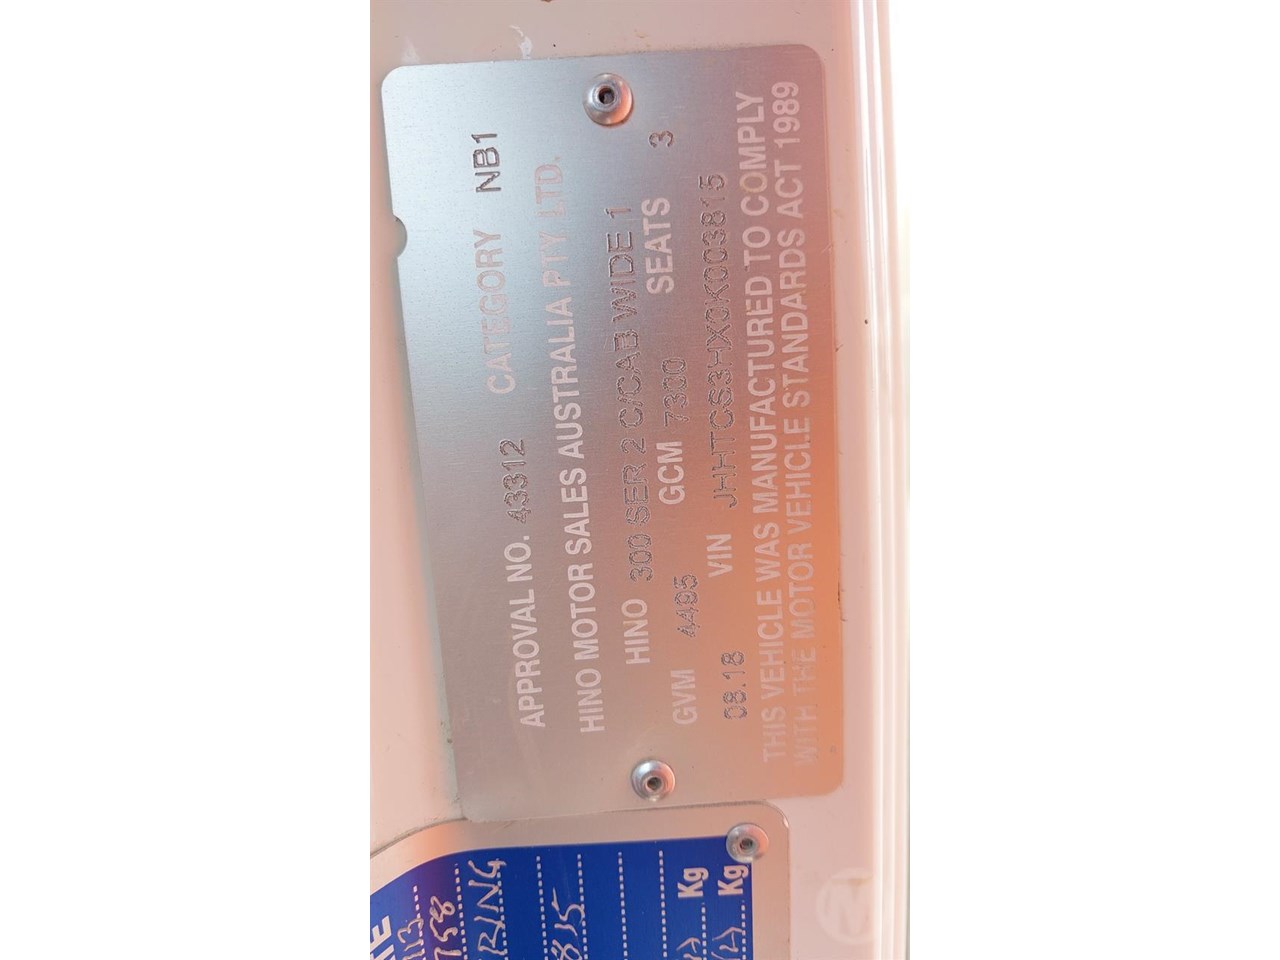 APPROVAL NO. 43312 CATEGORY NB1
HINO MOTOR SALES AUSTRALIA PTY LTD.
HINO 300 SER 2 C/CAB WIDE 1
GVM 4495 GCM 7300 SEATS 3
08.18 VIN JHHTCS3HX0K003815
THIS VEHICLE WAS MANUFACTURED TO COMPLY
WITH THE MOTOR VEHICLE STANDARDS ACT 1989
Kg
Kg